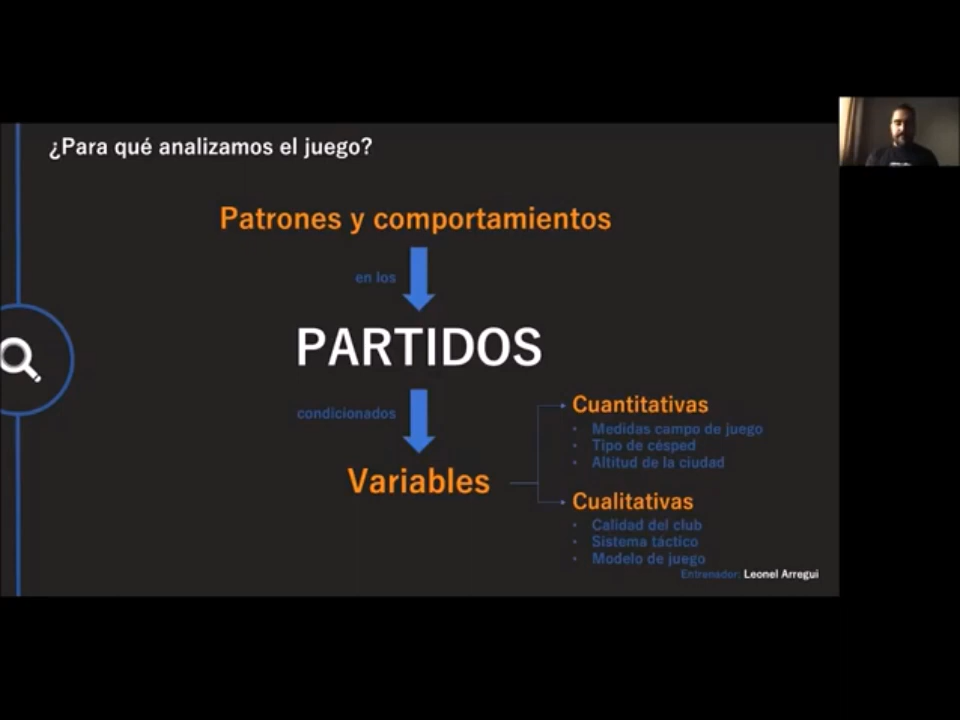 ¿Para qué analizamos el juego?
Patrones y comportamientos
en los
PARTIDOS
condicionados
Variables
Cuantitativas
• Medidas campo de juego
• Tipo de césped
• Altitud de la ciudad
Cualitativas
• Calidad del club
• Sistema táctico
• Modelo de juego
Entrenador: Leonel Arregui